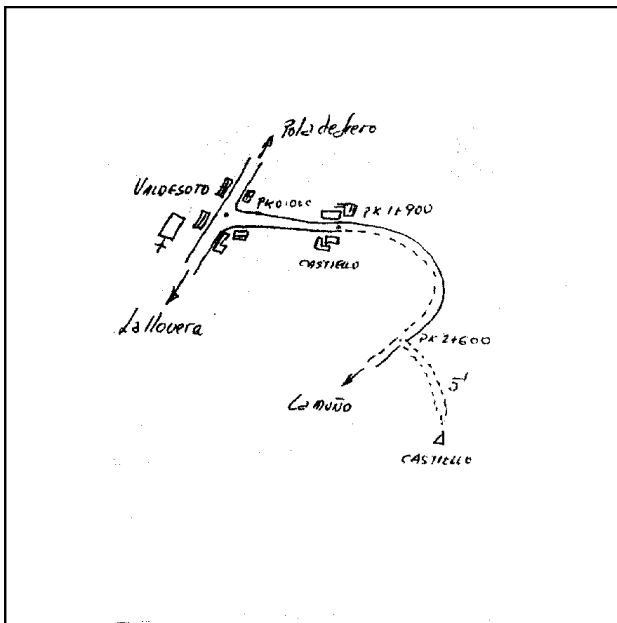 Pola de Siero
VALDESOTO
PK 0+000
PK 1+900
CASTIELLO
La Llovera
PK 2+600
La MUÑO
5'
CASTIELLO